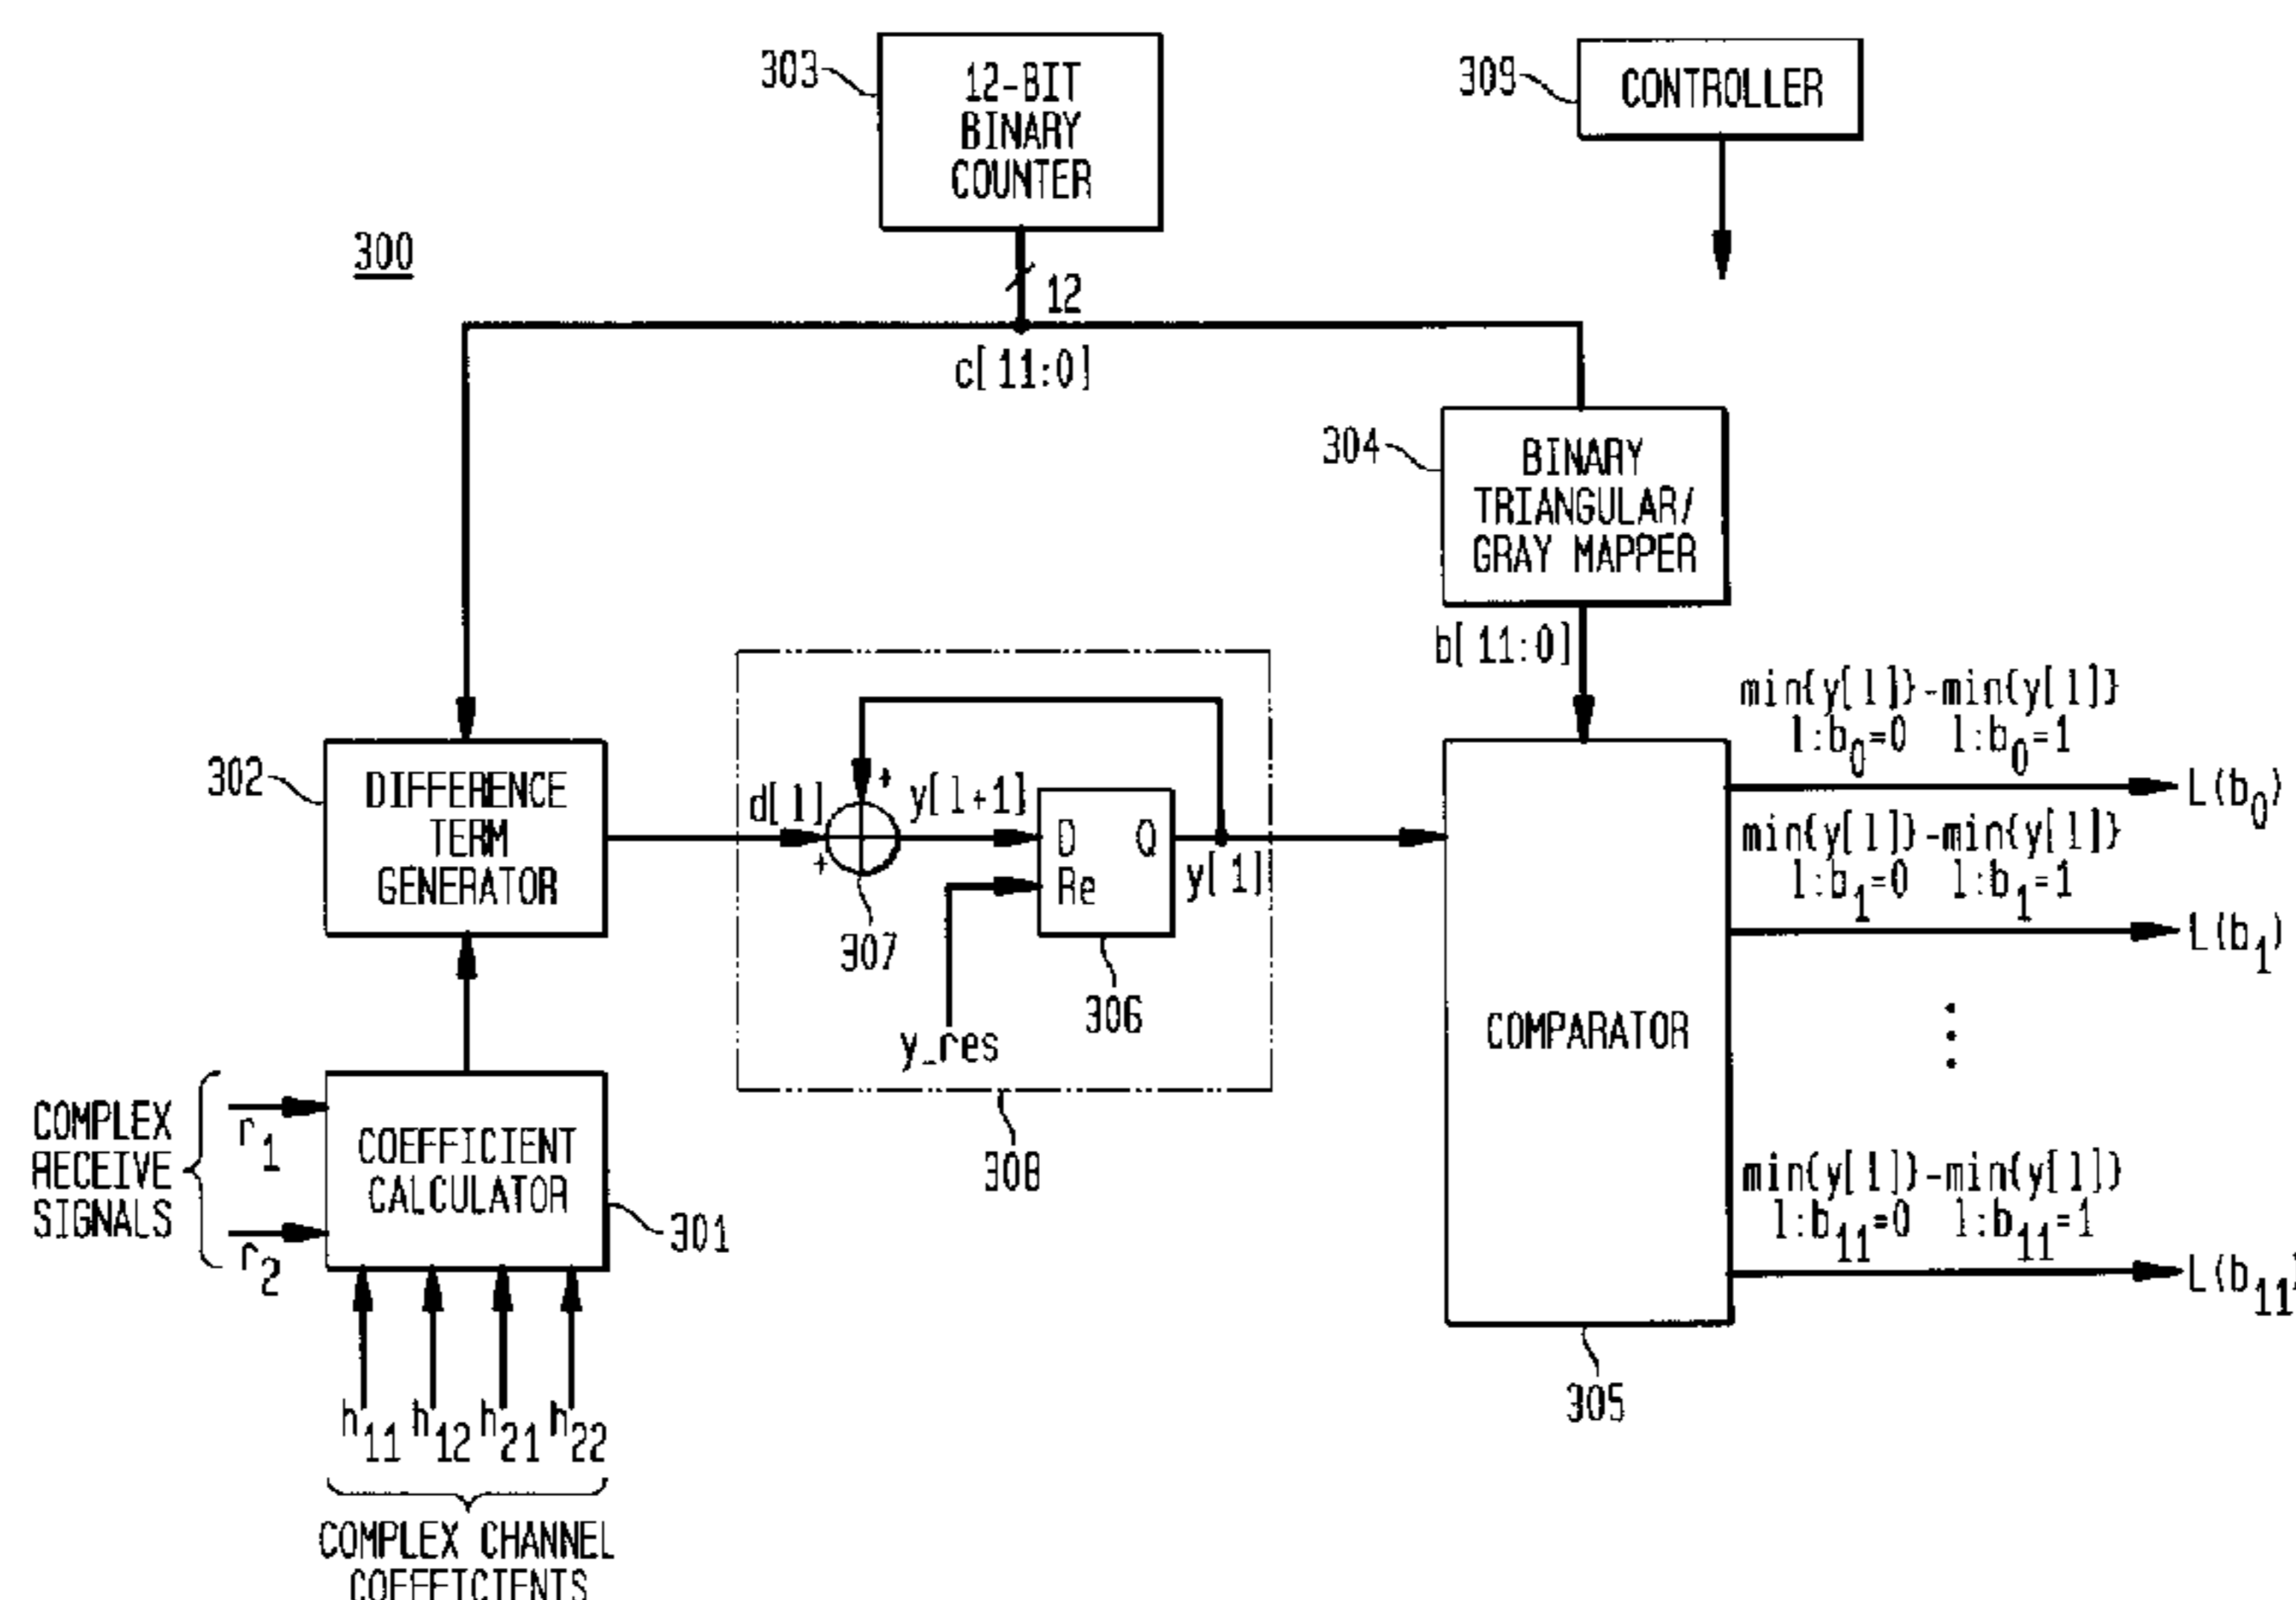 303
12-BIT
BINARY
COUNTER
309
CONTROLLER
300
12
c[11:0]
304
BINARY
TRIANGULAR/
GRAY MAPPER
b[11:0]
302
DIFFERENCE
TERM
GENERATOR
d[l]
+
+
y[l+1]
D
Q
Re
y[l]
307
306
y_res
308
COMPARATOR
305
min{y[l]}-min{y[l]}
l:b0=0 l:b0=1
L(b0)
min{y[l]}-min{y[l]}
l:b1=0 l:b1=1
L(b1)
min{y[l]}-min{y[l]}
l:b11=0 l:b11=1
L(b11)
COMPLEX
RECEIVE
SIGNALS
r1
r2
COEFFICIENT
CALCULATOR
301
h11 h12 h21 h22
COMPLEX CHANNEL
COEFFICIENTS